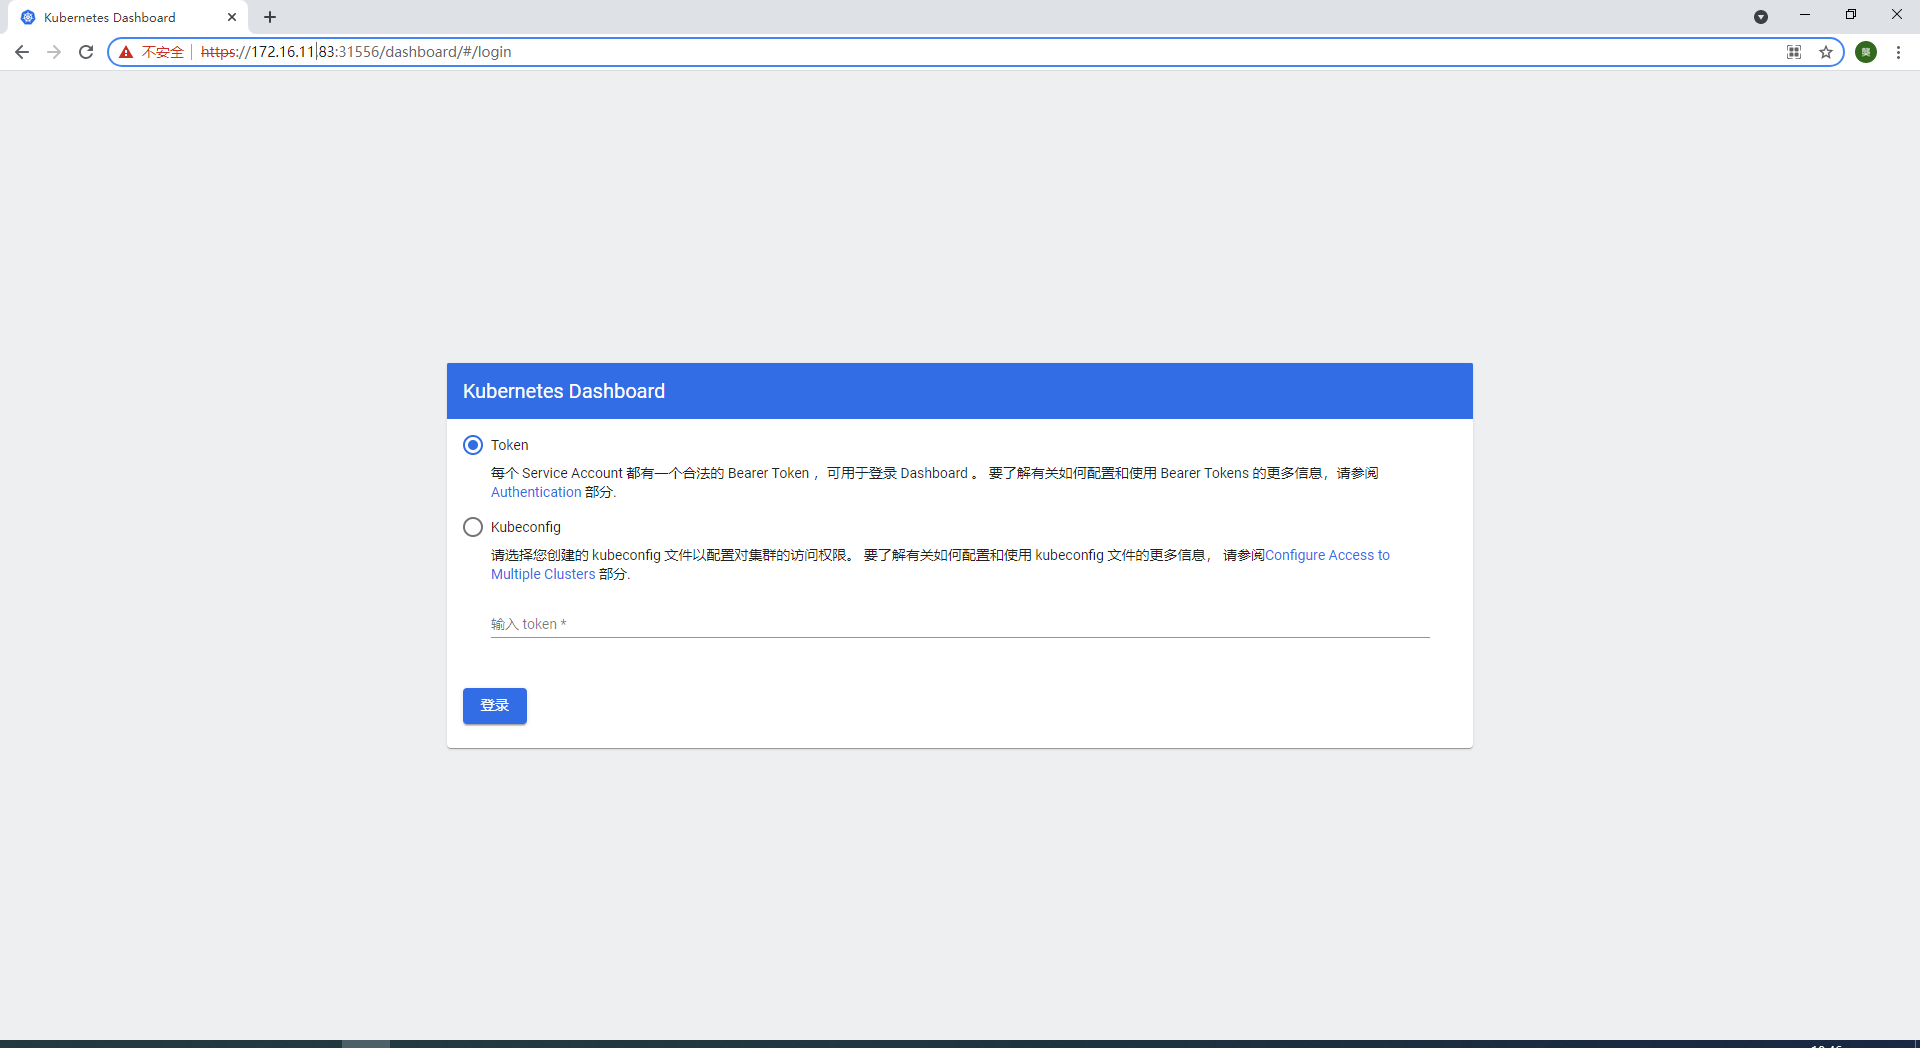 Kubernetes Dashboard
不安全 https://172.16.11.83:31556/dashboard/#/login
Kubernetes Dashboard
Token
每个 Service Account 都有一个合法的 Bearer Token ，可用于登录 Dashboard 。 要了解有关如何配置和使用 Bearer Tokens 的更多信息，请参阅
Authentication 部分.
Kubeconfig
请选择您创建的 kubeconfig 文件以配置对集群的访问权限。 要了解有关如何配置和使用 kubeconfig 文件的更多信息， 请参阅Configure Access to
Multiple Clusters 部分.
输入 token *
登录